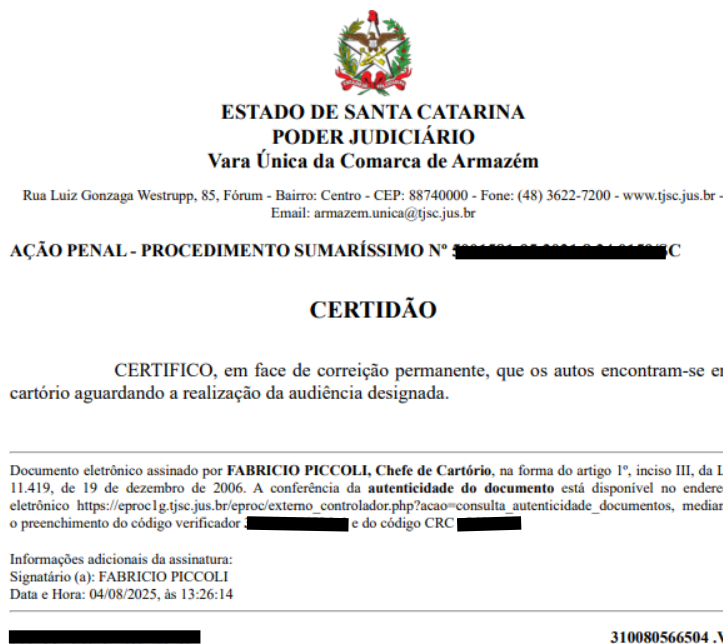 ESTADO DE SANTA CATARINA
PODER JUDICIÁRIO
Vara Única da Comarca de Armazém
Rua Luiz Gonzaga Westrupp, 85, Fórum - Bairro: Centro - CEP: 88740000 - Fone: (48) 3622-7200 - www.tjsc.jus.br -
Email: armazem.unica@tjsc.jus.br
AÇÃO PENAL - PROCEDIMENTO SUMARÍSSIMO Nº C
CERTIDÃO
CERTIFICO, em face de correição permanente, que os autos encontram-se e
cartório aguardando a realização da audiência designada.
Documento eletrônico assinado por FABRICIO PICCOLI, Chefe de Cartório, na forma do artigo 1º, inciso III, da L
11.419, de 19 de dezembro de 2006. A conferência da autenticidade do documento está disponível no endere
eletrônico https://eproc1g.tjsc.jus.br/eproc/externo_controlador.php?acao=consulta_autenticidade_documentos, median
o preenchimento do código verificador e do código CRC
Informações adicionais da assinatura:
Signatário (a): FABRICIO PICCOLI
Data e Hora: 04/08/2025, às 13:26:14
310080566504 .V